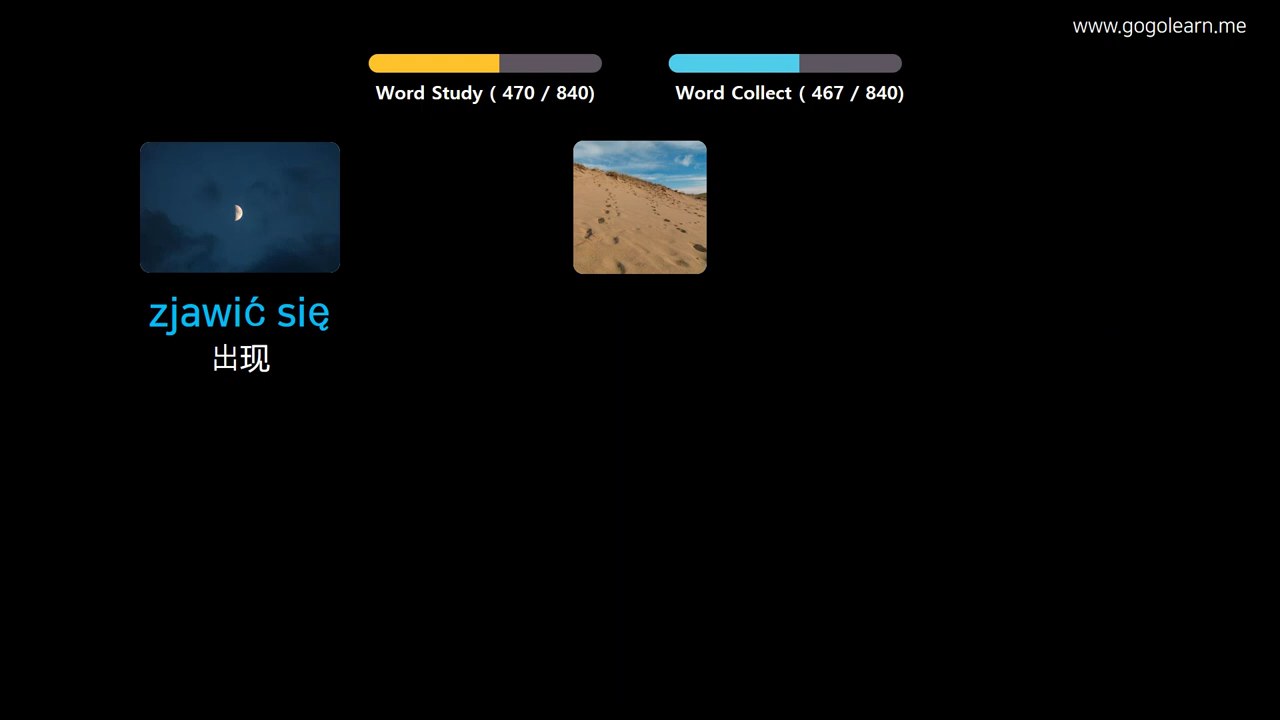 www.gogolearn.me
Word Study ( 470 / 840)
Word Collect ( 467 / 840)
zjawić się
出现